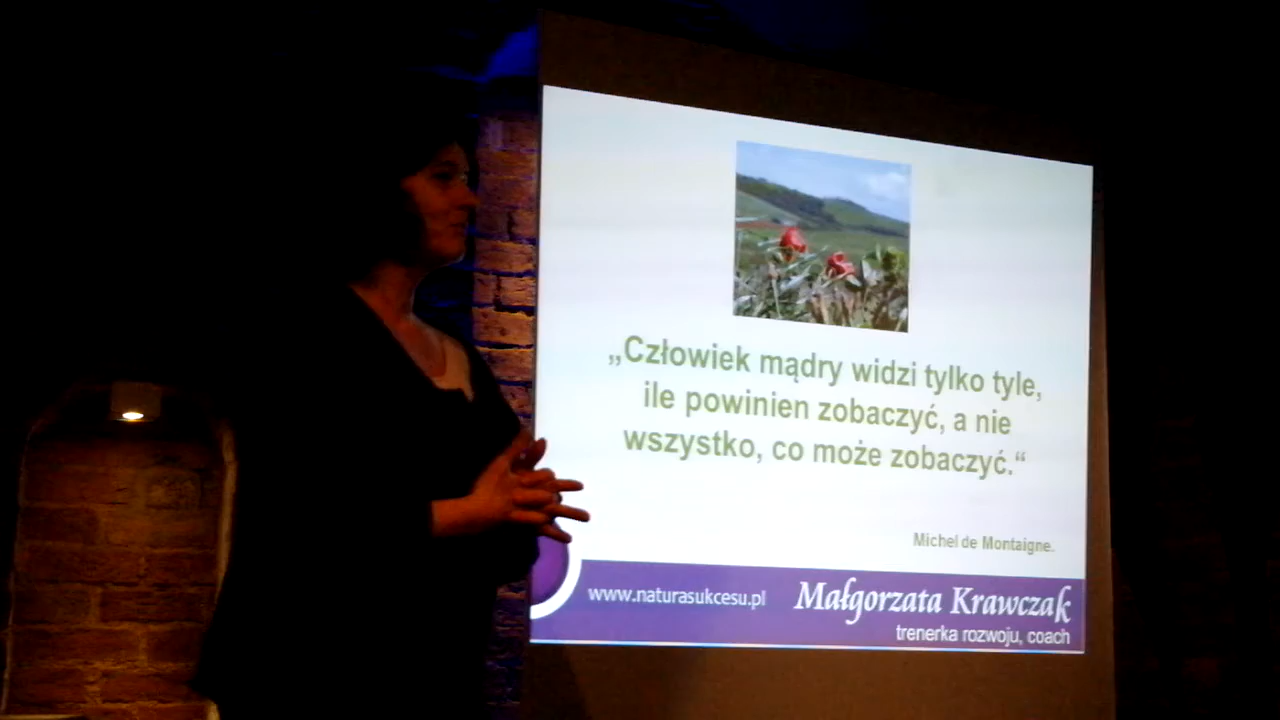 „Człowiek mądry widzi tylko tyle,
ile powinien zobaczyć, a nie
wszystko, co może zobaczyć.“
Michel de Montaigne.
www.naturasukcesu.pl
Małgorzata Krawczak
trenerka rozwoju, coach